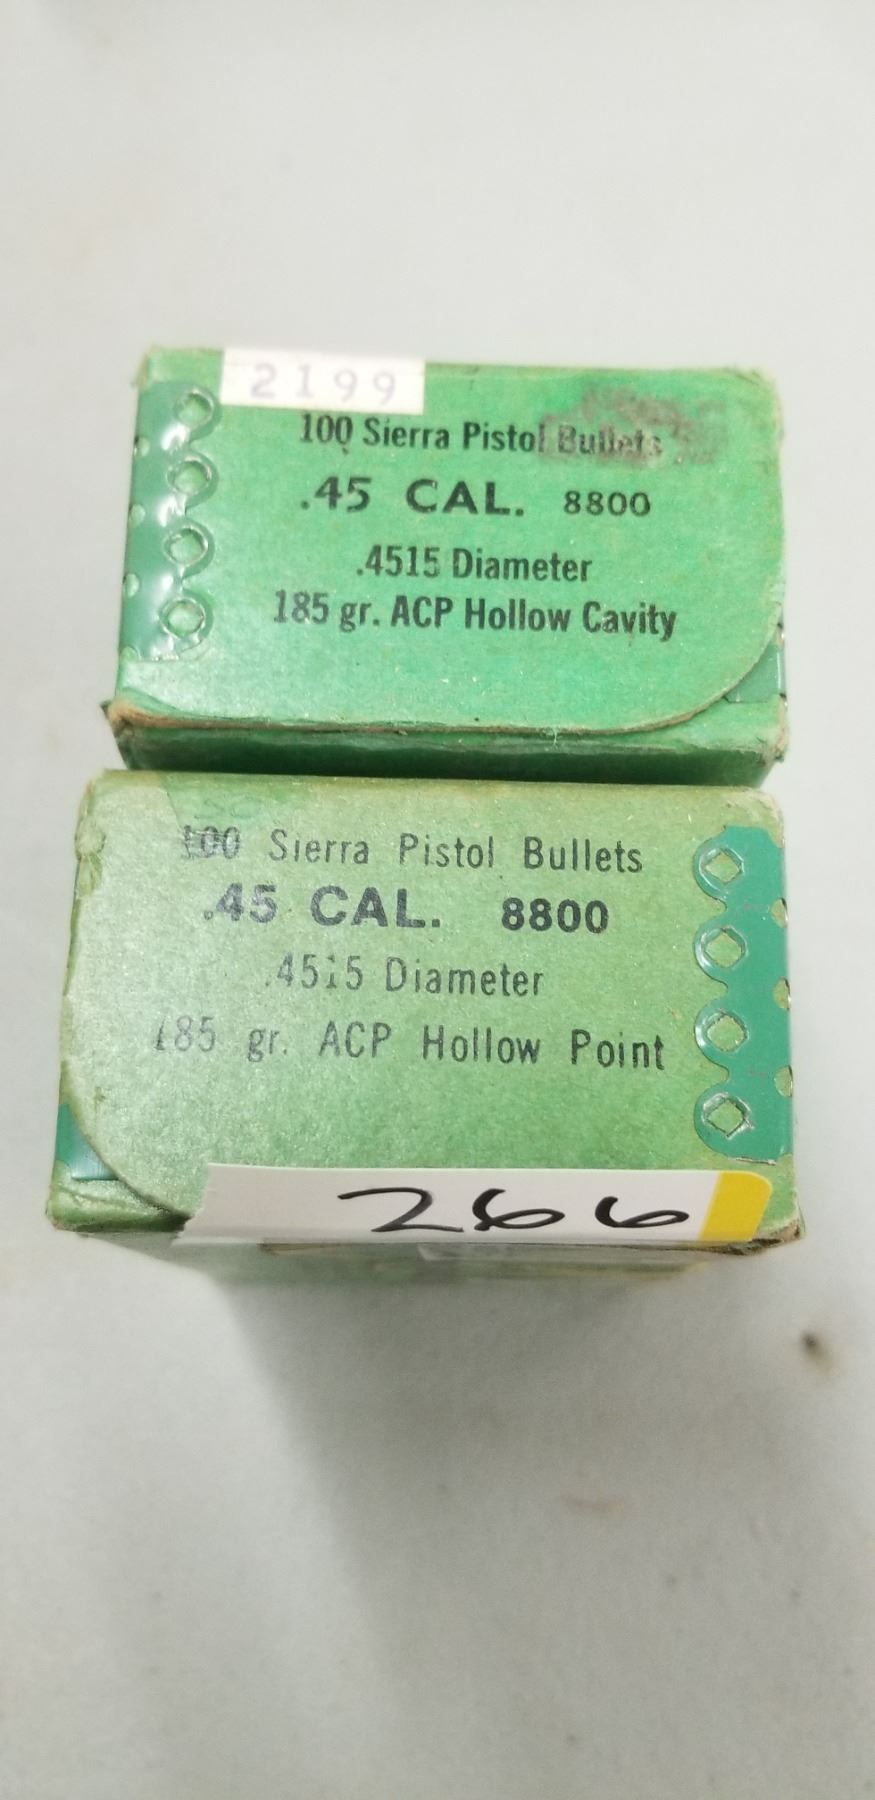 2199
100 Sierra Pistol Bullets
.45 CAL. 8800
.4515 Diameter
185 gr. ACP Hollow Cavity
100 Sierra Pistol Bullets
.45 CAL. 8800
.4515 Diameter
185 gr. ACP Hollow Point
266